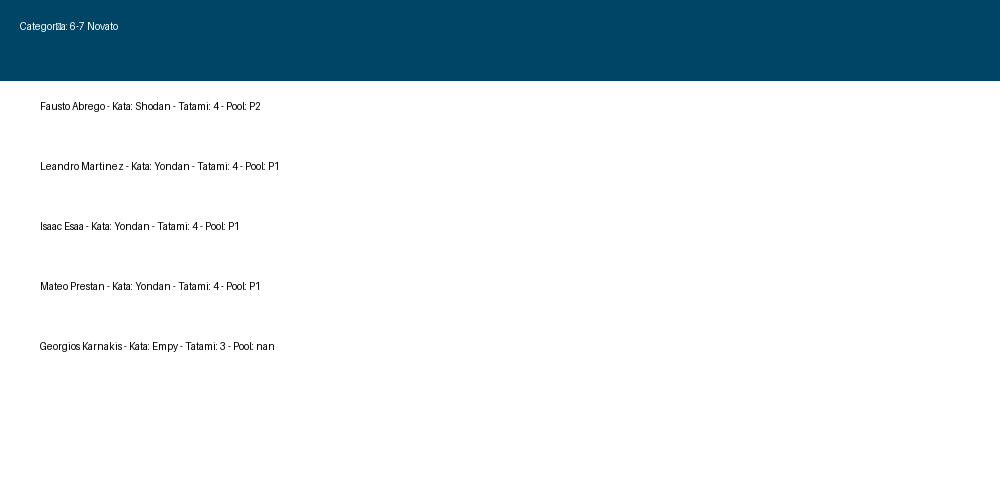 Categor□a: 6-7 Novato
Fausto Abrego - Kata: Shodan - Tatami: 4 - Pool: P2
Leandro Martinez - Kata: Yondan - Tatami: 4 - Pool: P1
Isaac Esaa - Kata: Yondan - Tatami: 4 - Pool: P1
Mateo Prestan - Kata: Yondan - Tatami: 4 - Pool: P1
Georgios Karnakis - Kata: Empy - Tatami: 3 - Pool: nan